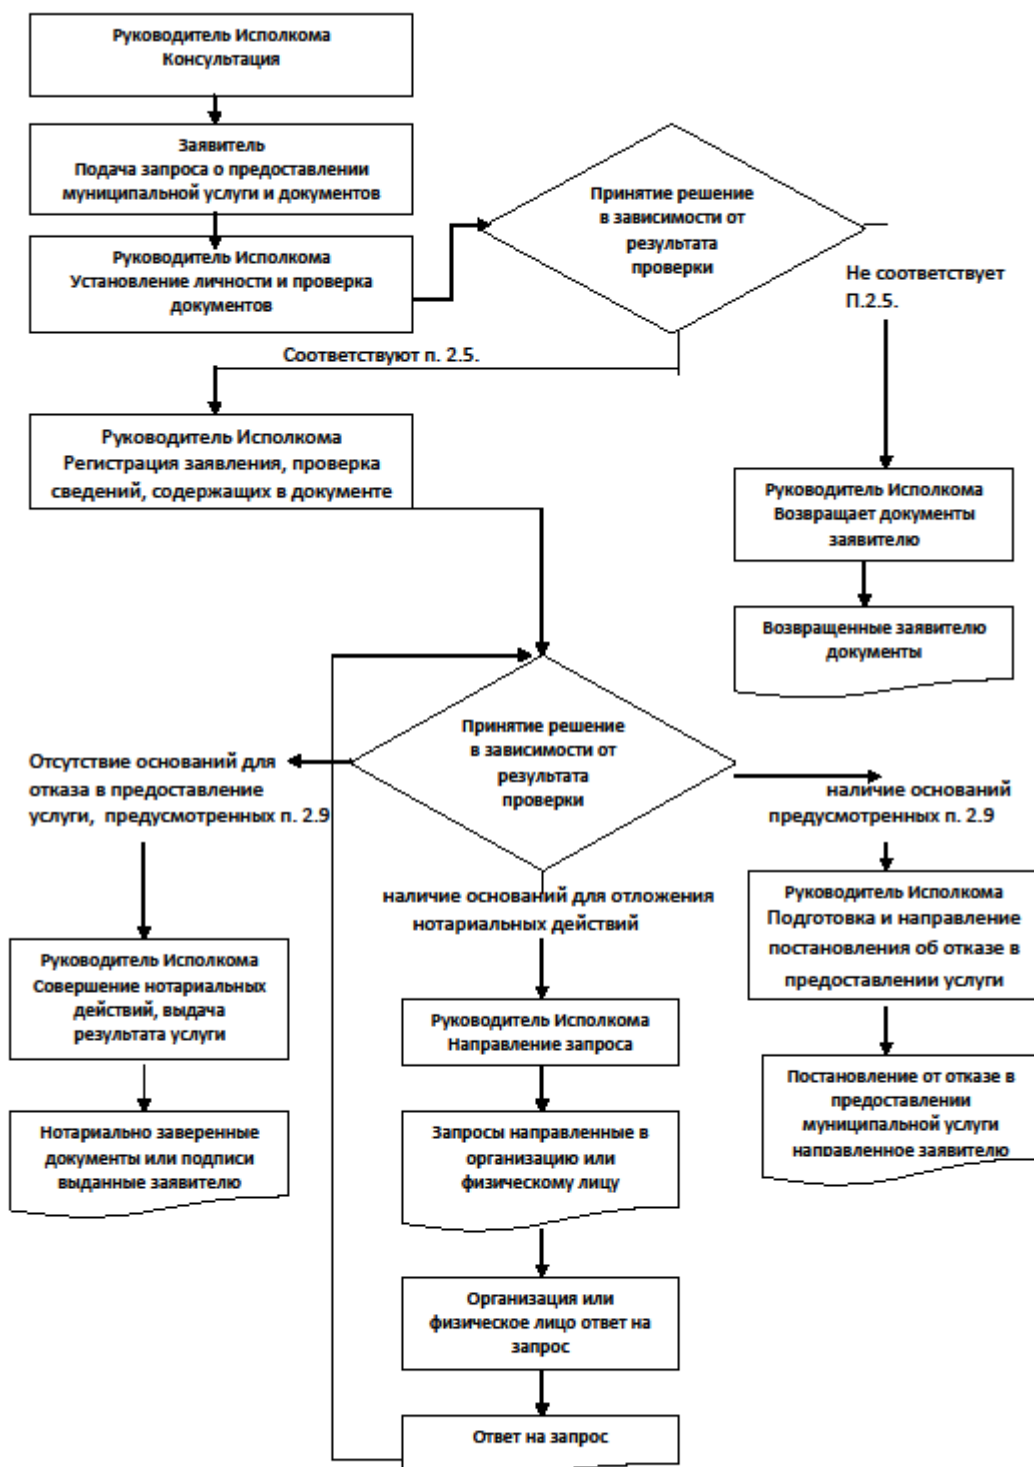 Руководитель Исполкома
Консультация
Заявитель
Подача запроса о предоставлении
муниципальной услуги и документов
Руководитель Исполкома
Установление личности и проверка
документов
Принятие решение
в зависимости от
результата
проверки
Не соответствует
П.2.5.
Соответствуют п. 2.5.
Руководитель Исполкома
Регистрация заявления, проверка
сведений, содержащих в документе
Руководитель Исполкома
Возвращает документы
заявителю
Возвращенные заявителю
документы
Принятие решение
в зависимости от
результата
проверки
Отсутствие оснований для
отказа в предоставление
услуги, предусмотренных п. 2.9
наличие оснований
предусмотренных п. 2.9
наличие оснований для отложения
нотариальных действий
Руководитель Исполкома
Подготовка и направление
постановления об отказе в
предоставлении услуги
Руководитель Исполкома
Совершение нотариальных
действий, выдача
результата услуги
Руководитель Исполкома
Направление запроса
Постановление от отказе в
предоставлении
муниципальной услуги
направленное заявителю
Нотариально заверенные
документы или подписи
выданные заявителю
Запросы направленные в
организацию или
физическому лицу
Организация или
физическое лицо ответ на
запрос
Ответ на запрос